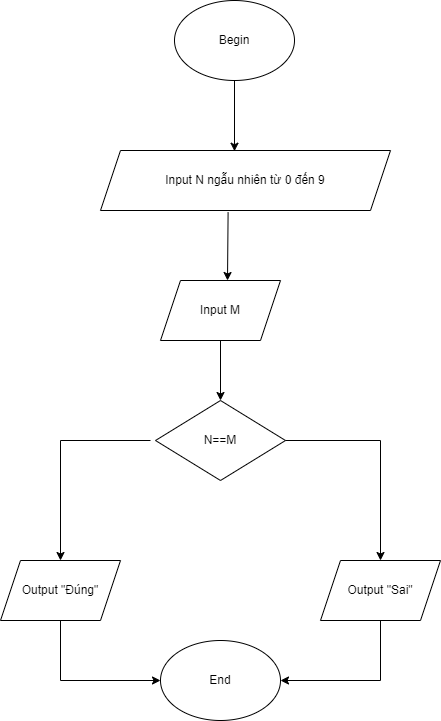 Begin
Input N ngẫu nhiên từ 0 đến 9
Input M
N==M
Output "Đúng"
Output "Sai"
End